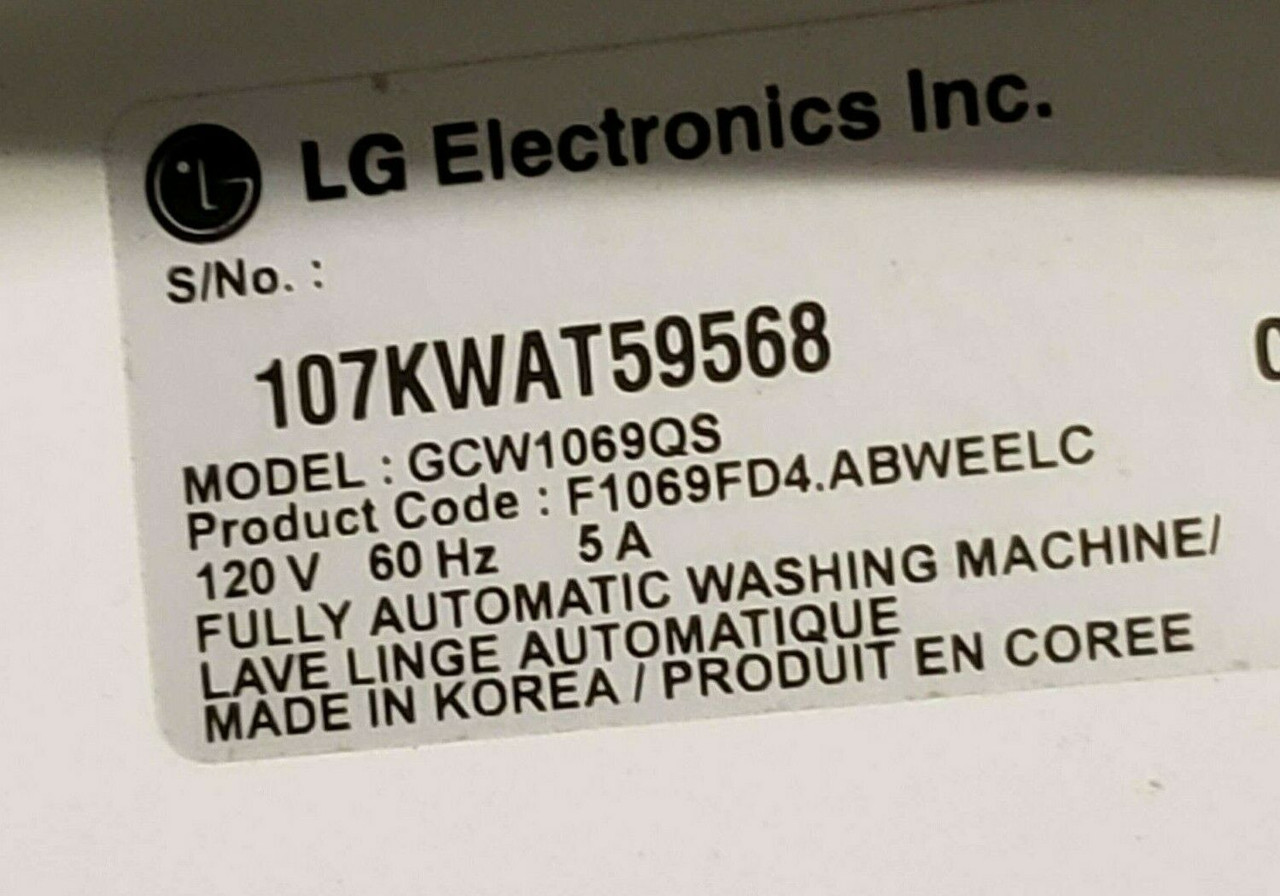 LG Electronics Inc.
S/No. :
107KWAT59568
MODEL : GCW1069QS
Product Code : F1069FD4.ABWEELC
120 V 60 Hz 5 A
FULLY AUTOMATIC WASHING MACHINE/
LAVE LINGE AUTOMATIQUE
MADE IN KOREA / PRODUIT EN COREE